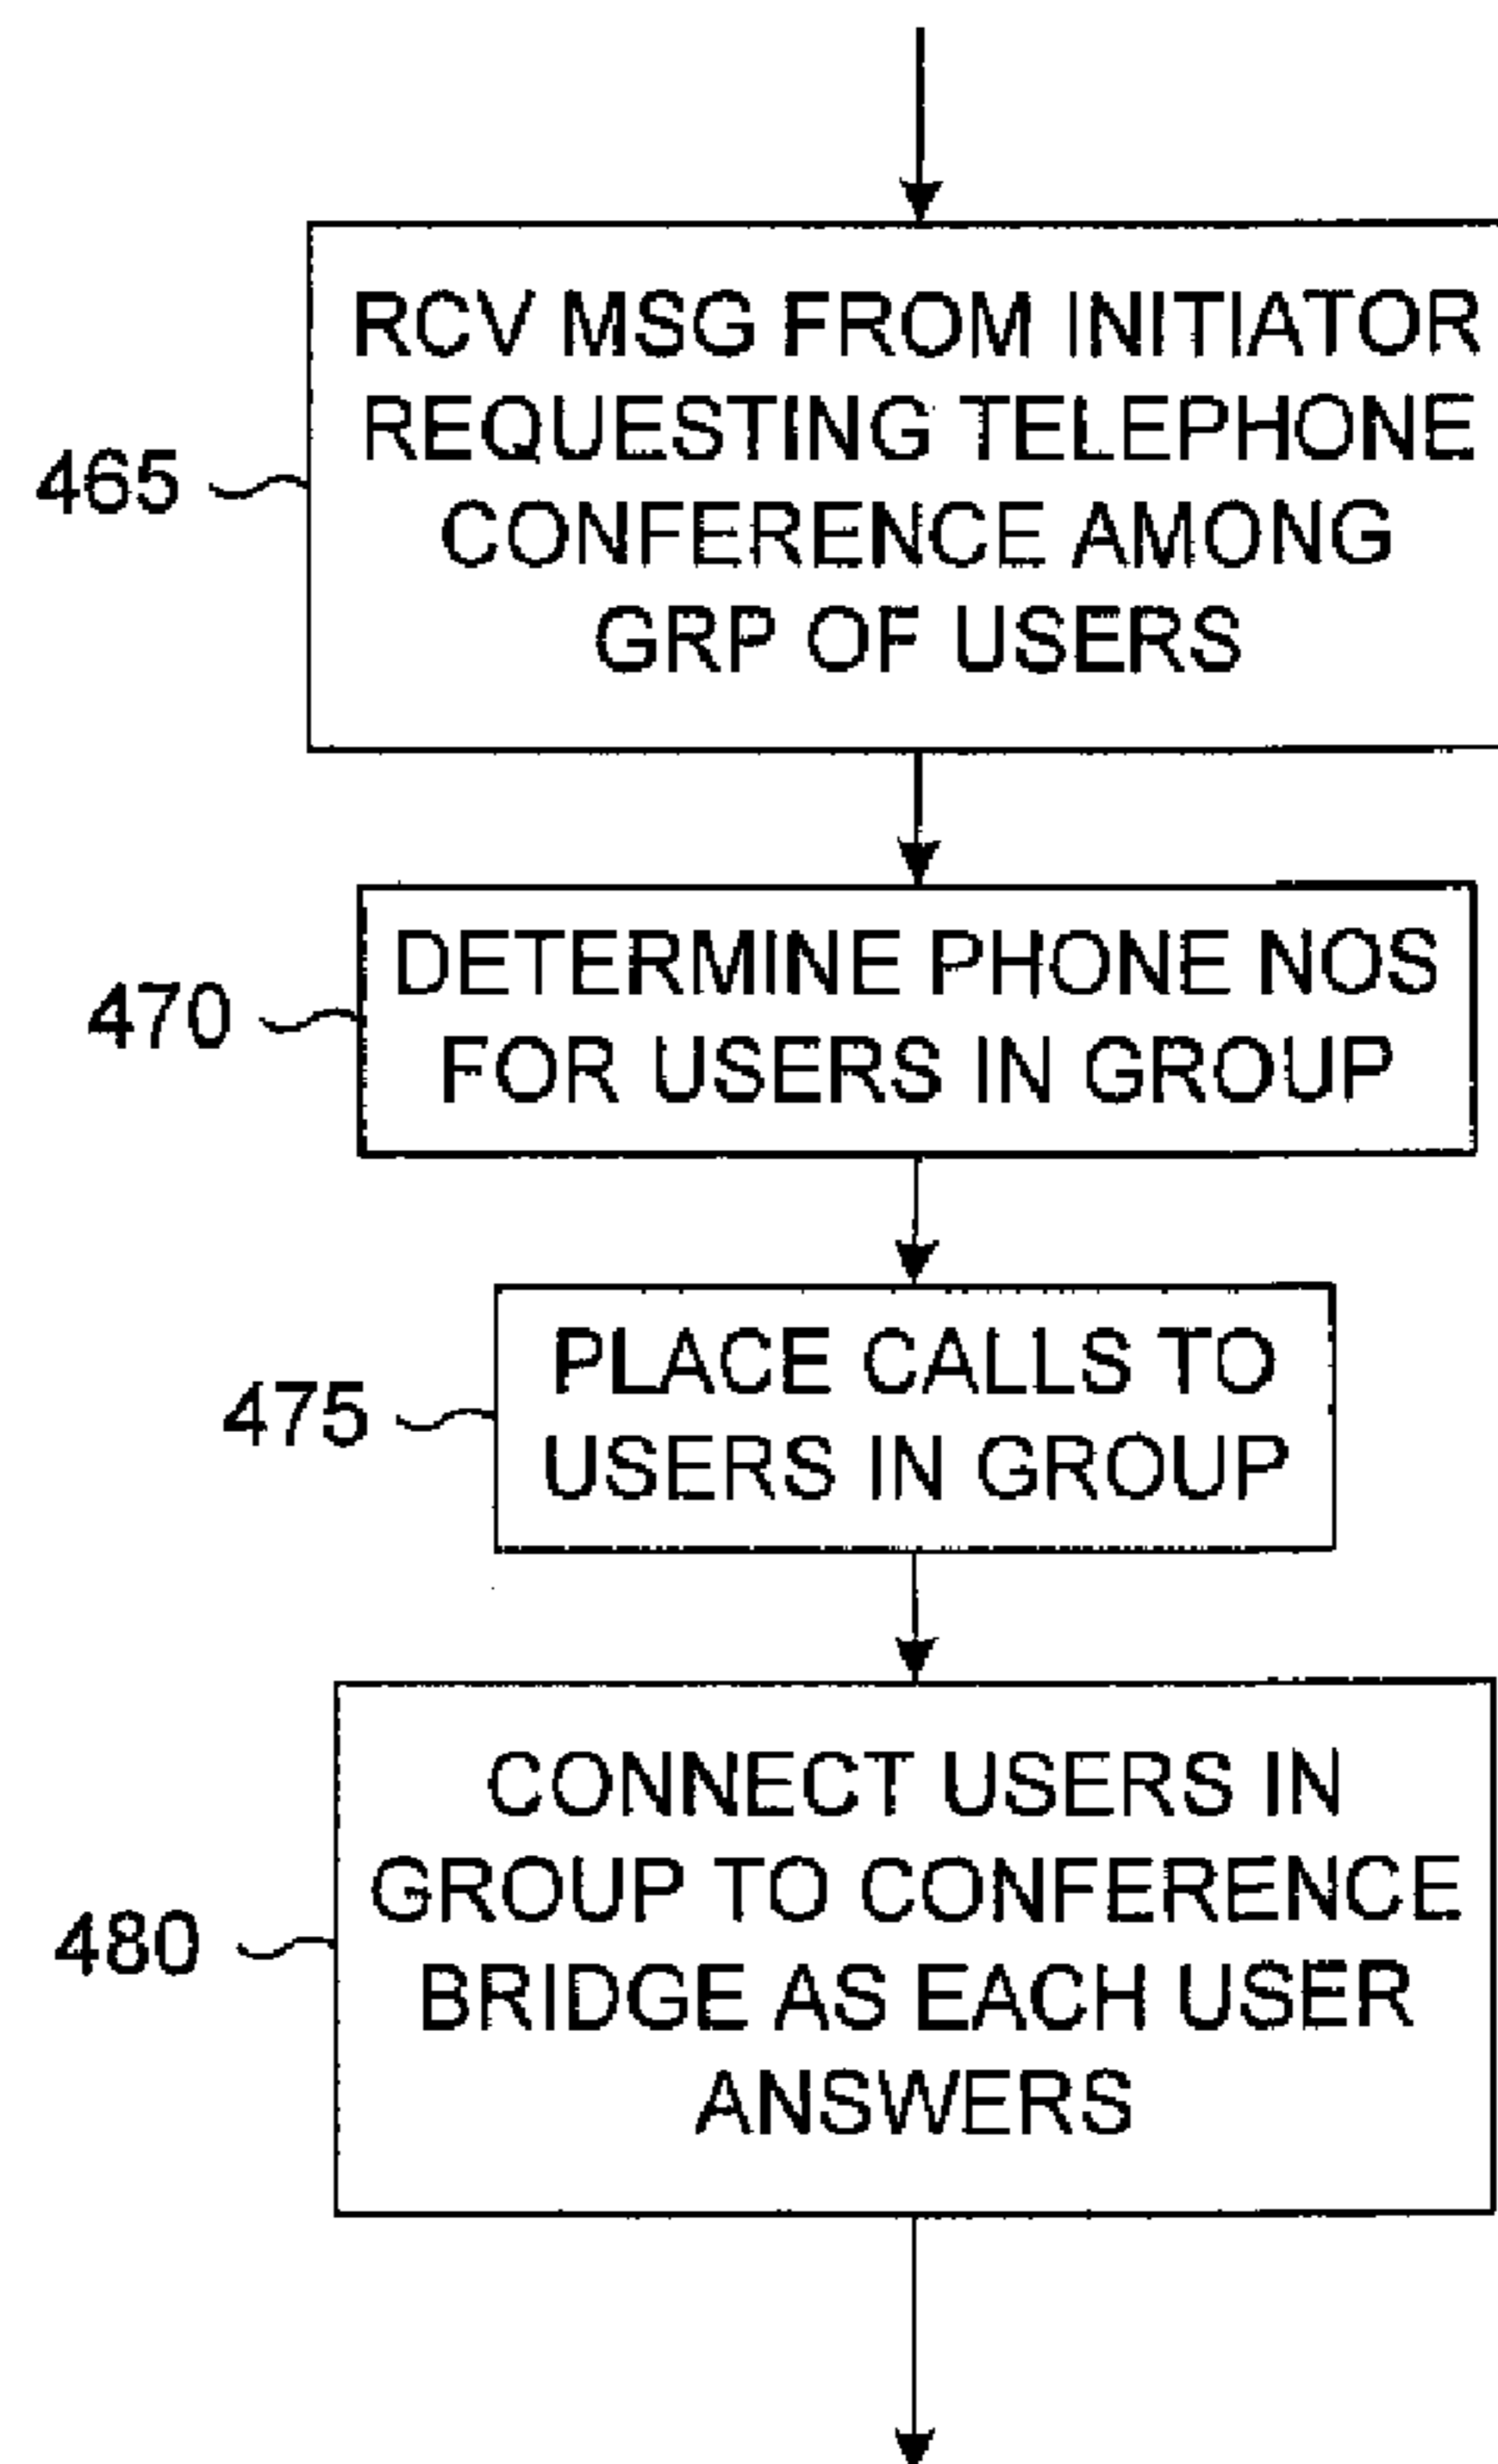 RCV MSG FROM INITIATOR
REQUESTING TELEPHONE
CONFERENCE AMONG
GRP OF USERS
465
DETERMINE PHONE NOS
FOR USERS IN GROUP
470
PLACE CALLS TO
USERS IN GROUP
475
CONNECT USERS IN
GROUP TO CONFERENCE
BRIDGE AS EACH USER
ANSWERS
480